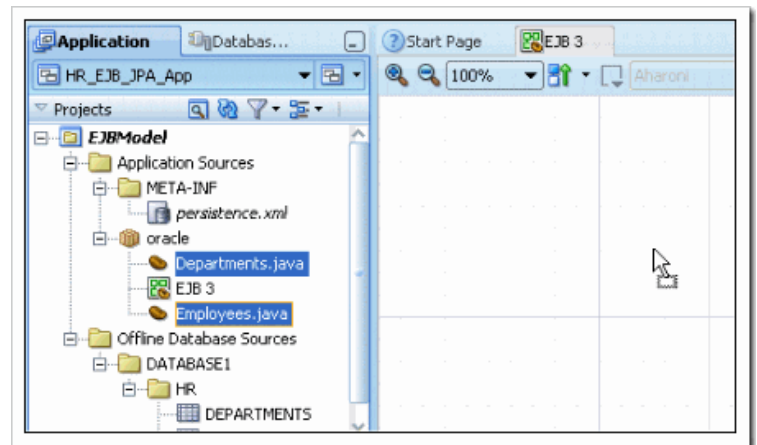 Application
Databas...
Start Page
EJB 3
HR_EJB_JPA_App
100%
Aharoni
Projects
EJBModel
Application Sources
META-INF
persistence.xml
oracle
Departments.java
EJB 3
Employees.java
Offline Database Sources
DATABASE1
HR
DEPARTMENTS